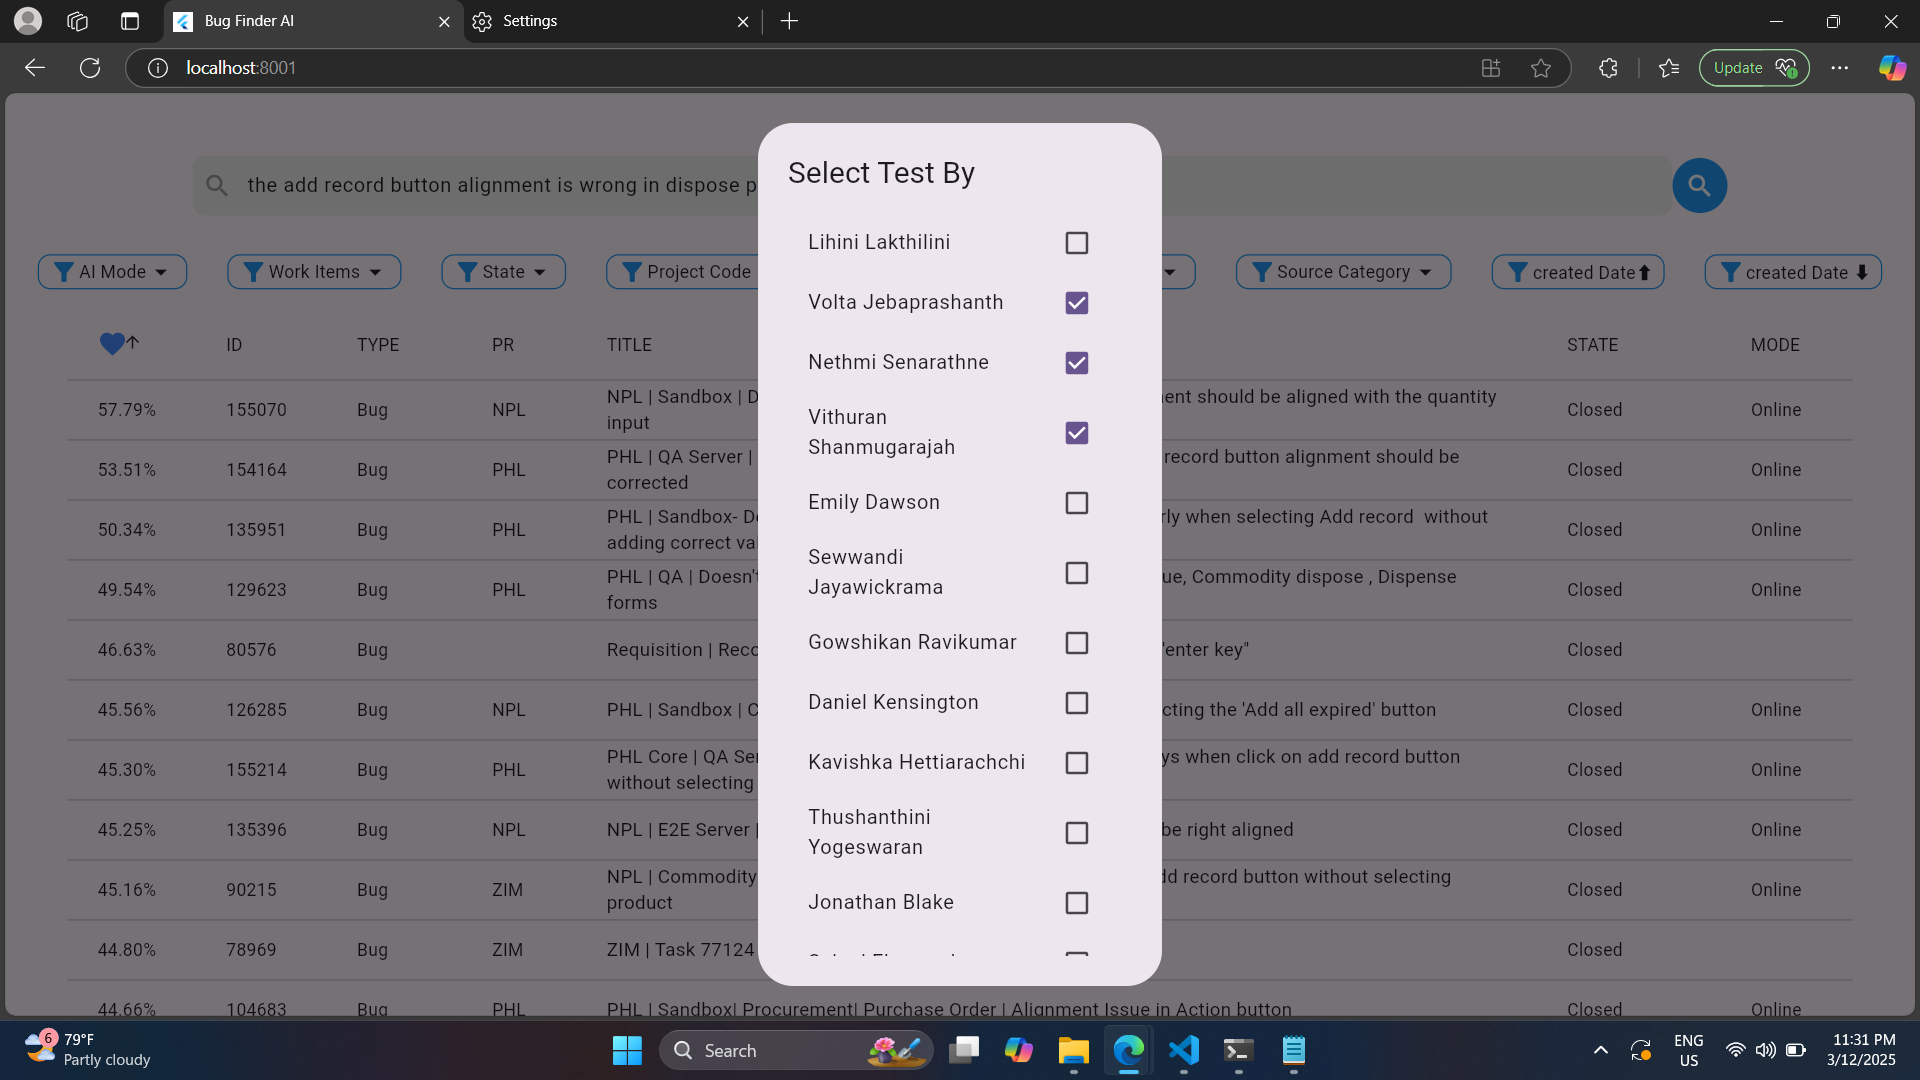 Bug Finder AI
Settings
localhost:8001
Update
the add record button alignment is wrong in dispose p
AI Mode
Work Items
State
Project Code
Source Category
created Date
created Date
Select Test By
Lihini Lakthilini
Volta Jebaprashanth
Nethmi Senarathne
Vithuran
Shanmugarajah
Emily Dawson
Sewwandi
Jayawickrama
Gowshikan Ravikumar
Daniel Kensington
Kavishka Hettiarachchi
Thushanthini
Yogeswaran
Jonathan Blake
ID TYPE PR TITLE STATE MODE
57.79% 155070 Bug NPL NPL | Sandbox | D ent should be aligned with the quantity
input Closed Online
53.51% 154164 Bug PHL PHL | QA Server | record button alignment should be
corrected Closed Online
50.34% 135951 Bug PHL PHL | Sandbox- De rly when selecting Add record without
adding correct va Closed Online
49.54% 129623 Bug PHL PHL | QA | Doesn't ue, Commodity dispose , Dispense
forms Closed Online
46.63% 80576 Bug Requisition | Reco "enter key" Closed
45.56% 126285 Bug NPL PHL | Sandbox | C cting the 'Add all expired' button Closed Online
45.30% 155214 Bug PHL PHL Core | QA Se ys when click on add record button
without selecting Closed Online
45.25% 135396 Bug NPL NPL | E2E Server | be right aligned Closed Online
45.16% 90215 Bug ZIM NPL | Commodity dd record button without selecting
product Closed Online
44.80% 78969 Bug ZIM ZIM | Task 77124 Closed
44.66% 104683 Bug PHL PHL | Sandbox| Procurement| Purchase Order | Alignment Issue in Action button Closed Online
6
79°F
Partly cloudy
Search
ENG
US
11:31 PM
3/12/2025